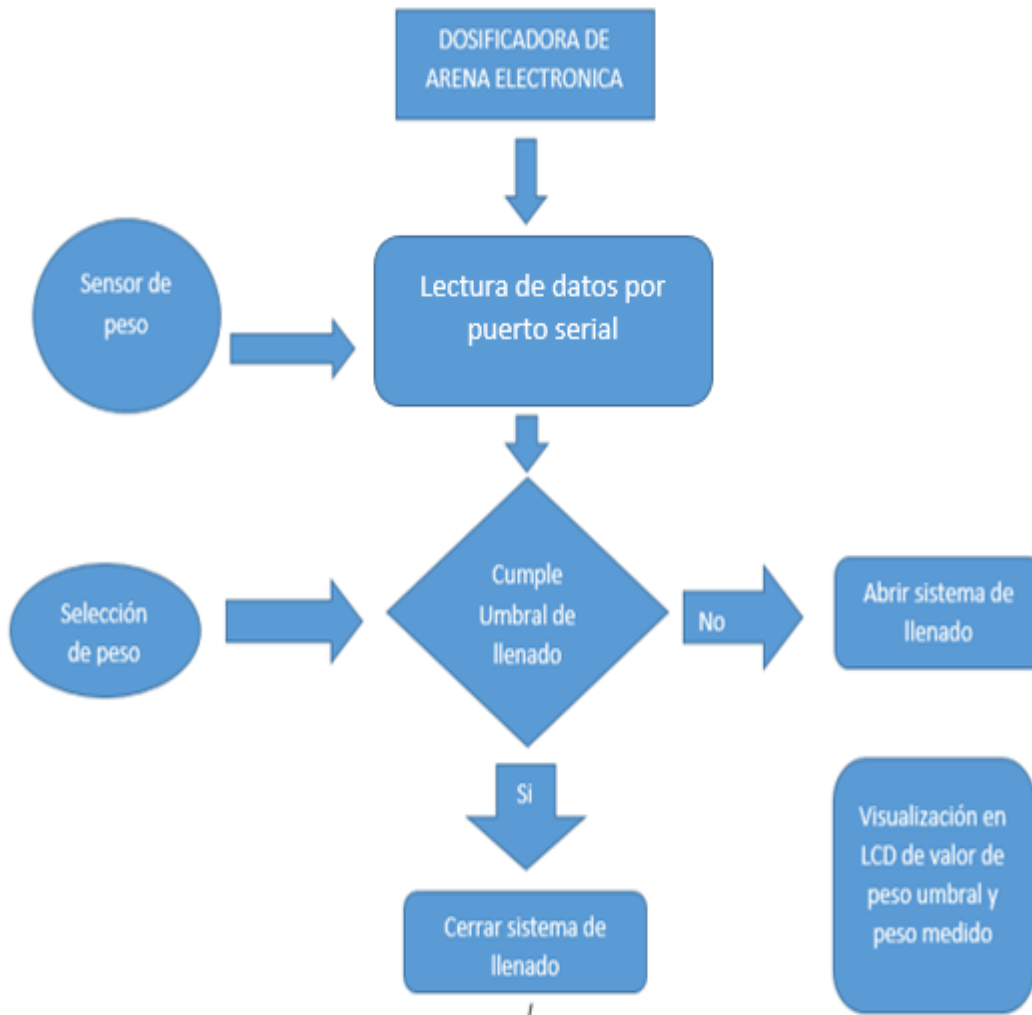 DOSIFICADORA DE
ARENA ELECTRONICA
Sensor de
peso
Lectura de datos por
puerto serial
Selección
de peso
Cumple
Umbral de
llenado
No
Abrir sistema de
llenado
Si
Visualización en
LCD de valor de
peso umbral y
peso medido
Cerrar sistema de
llenado